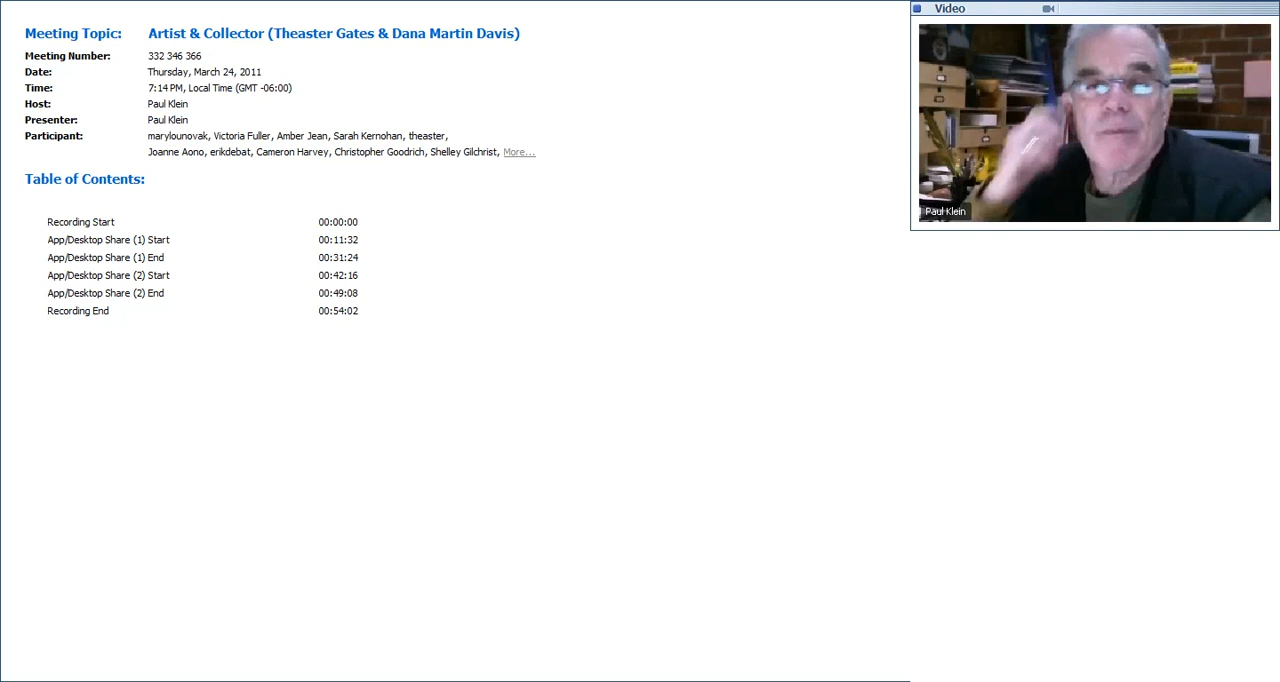 Meeting Topic: Artist & Collector (Theaster Gates & Dana Martin Davis)
Meeting Number: 332 346 366
Date: Thursday, March 24, 2011
Time: 7:14 PM, Local Time (GMT -06:00)
Host: Paul Klein
Presenter: Paul Klein
Participant: marylounovak, Victoria Fuller, Amber Jean, Sarah Kernohan, theaster,
Joanne Aono, erikdebat, Cameron Harvey, Christopher Goodrich, Shelley Gilchrist, More...
Table of Contents:
Recording Start 00:00:00
App/Desktop Share (1) Start 00:11:32
App/Desktop Share (1) End 00:31:24
App/Desktop Share (2) Start 00:42:16
App/Desktop Share (2) End 00:49:08
Recording End 00:54:02
Video
Paul Klein